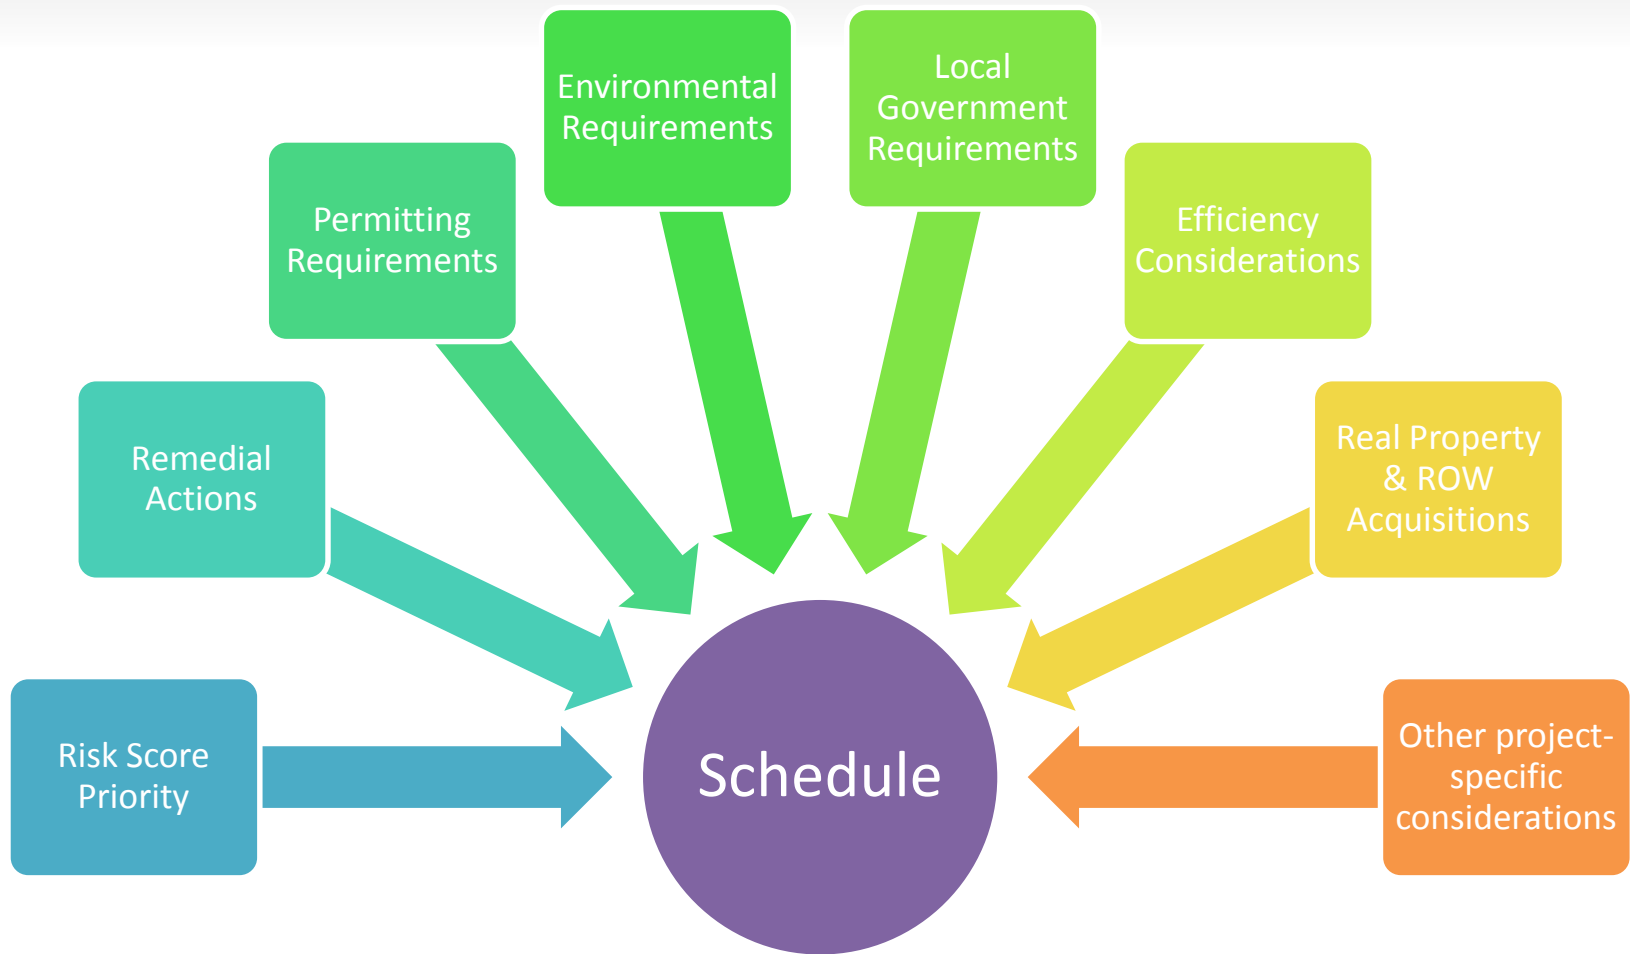 Environmental
Requirements
Local
Government
Requirements
Permitting
Requirements
Efficiency
Considerations
Remedial
Actions
Real Property
& ROW
Acquisitions
Risk Score
Priority
Schedule
Other project-
specific
considerations